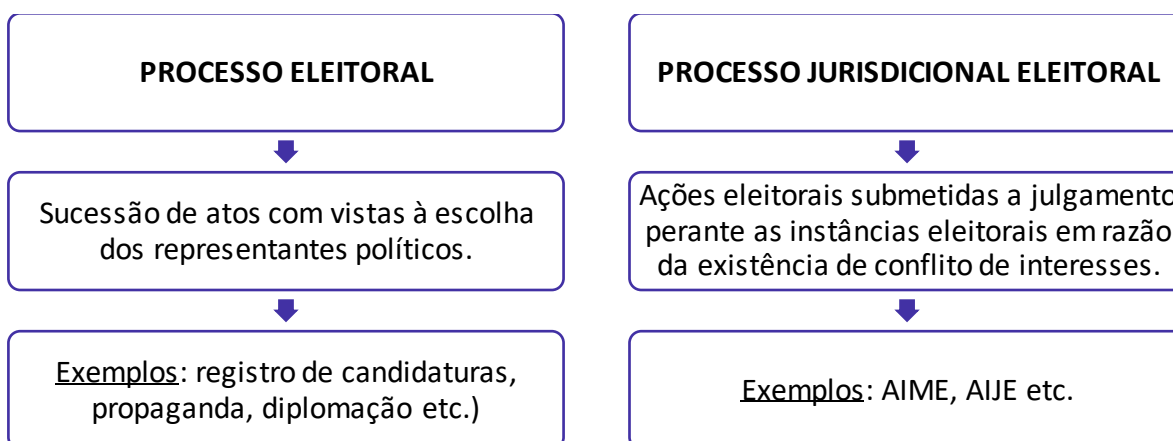 PROCESSO ELEITORAL
Sucessão de atos com vistas à escolha
dos representantes políticos.
Exemplos: registro de candidaturas,
propaganda, diplomação etc.)
PROCESSO JURISDICIONAL ELEITORAL
Ações eleitorais submetidas a julgamento
perante as instâncias eleitorais em razão
da existência de conflito de interesses.
Exemplos: AIME, AIJE etc.